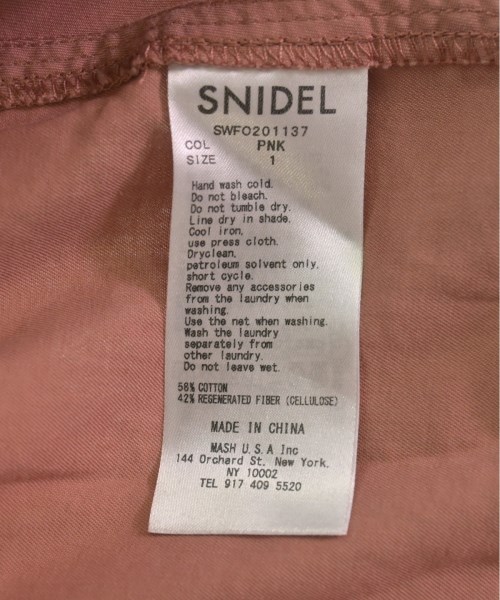 SNIDEL
SWFO201137
COL PNK
SIZE 1
Hand wash cold.
Do not bleach.
Do not tumble dry.
Line dry in shade.
Cool iron.
use press cloth.
Dryclean.
petroleum solvent only.
short cycle.
Remove any accessories
from the laundry when
washing.
Use the net when washing.
Wash the laundry
separately from
other laundry.
Do not leave wet.
58% COTTON
42% REGENERATED FIBER (CELLULOSE)
MADE IN CHINA
MASH U.S.A Inc
144 Orchard St. New York.
NY 10002
TEL 917 409 5520